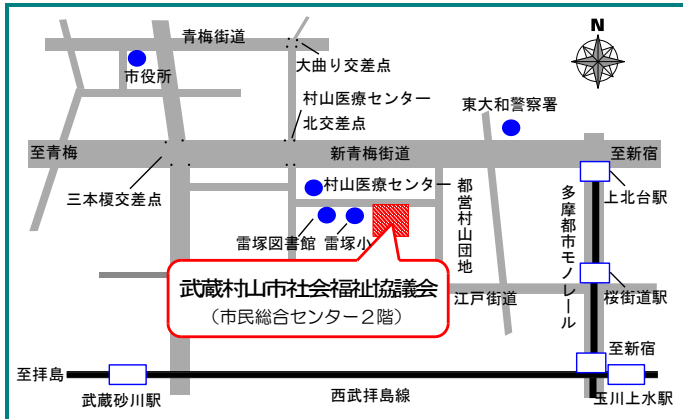 青梅街道
N
大曲り交差点
市役所
村山医療センター
北交差点
東大和警察署
至青梅
新青梅街道
至新宿
三本榎交差点
村山医療センター
上北台駅
都営村山団地
多摩都市モノレール
雷塚図書館
雷塚小
武蔵村山市社会福祉協議会
(市民総合センター2階)
江戸街道
桜街道駅
至新宿
至拝島
武蔵砂川駅
西武拝島線
玉川上水駅